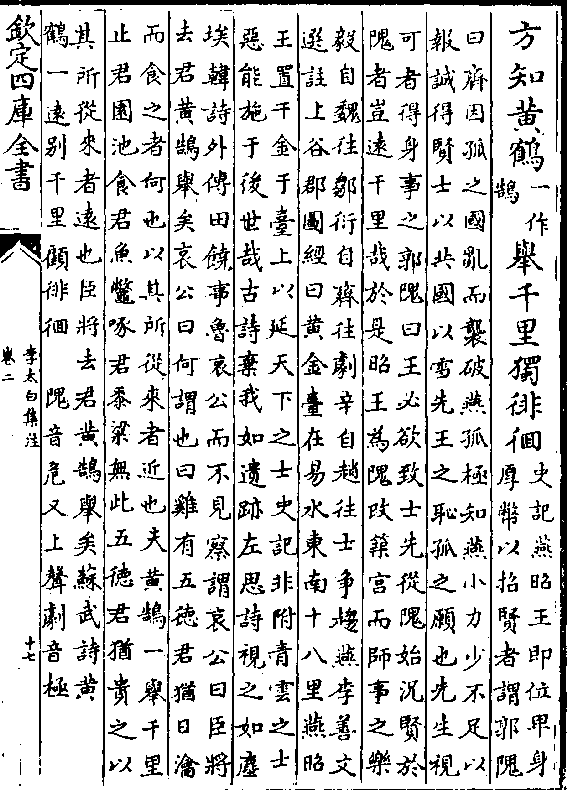 方知黃鶴一作鵠舉千里獨徘徊史記燕昭王即位卑身
厚幣以招賢者謂郭隗
曰齊因孤之國亂而襲破燕孤極知燕小力少不足以
報誠得賢士以共國以雪先王之恥孤之願也先生視
可者得身事之郭隗曰王必欲致士先從隗始况賢於
隗者豈遠千里哉於是昭王為隗改築宫而師事之樂
毅自魏往鄒衍自齊往劇辛自趙往士争趨燕李善文
選註上谷郡圖經曰黃金臺在易水東南十八里燕昭
王置千金于臺上以延天下之士史記非附青雲之士
惡能施于後世哉古詩棄我如遺跡左思詩視之如塵
埃韓詩外傳田饒事魯哀公而不見察謂哀公曰臣將
去君黃鵠舉矣哀公曰何謂也曰雞有五德君猶日瀹
而食之者何也以其所從來者近也夫黃鵠一舉千里
止君園池食君魚鼈啄君黍粱無此五德君猶貴之以
其所從來者遠也臣將去君黃鵠舉矣蘇武詩黃
鶴一遠别千里顧徘徊 隗音危又上聲劇音極
欽定四庫全書
李太白集注
卷二
十七